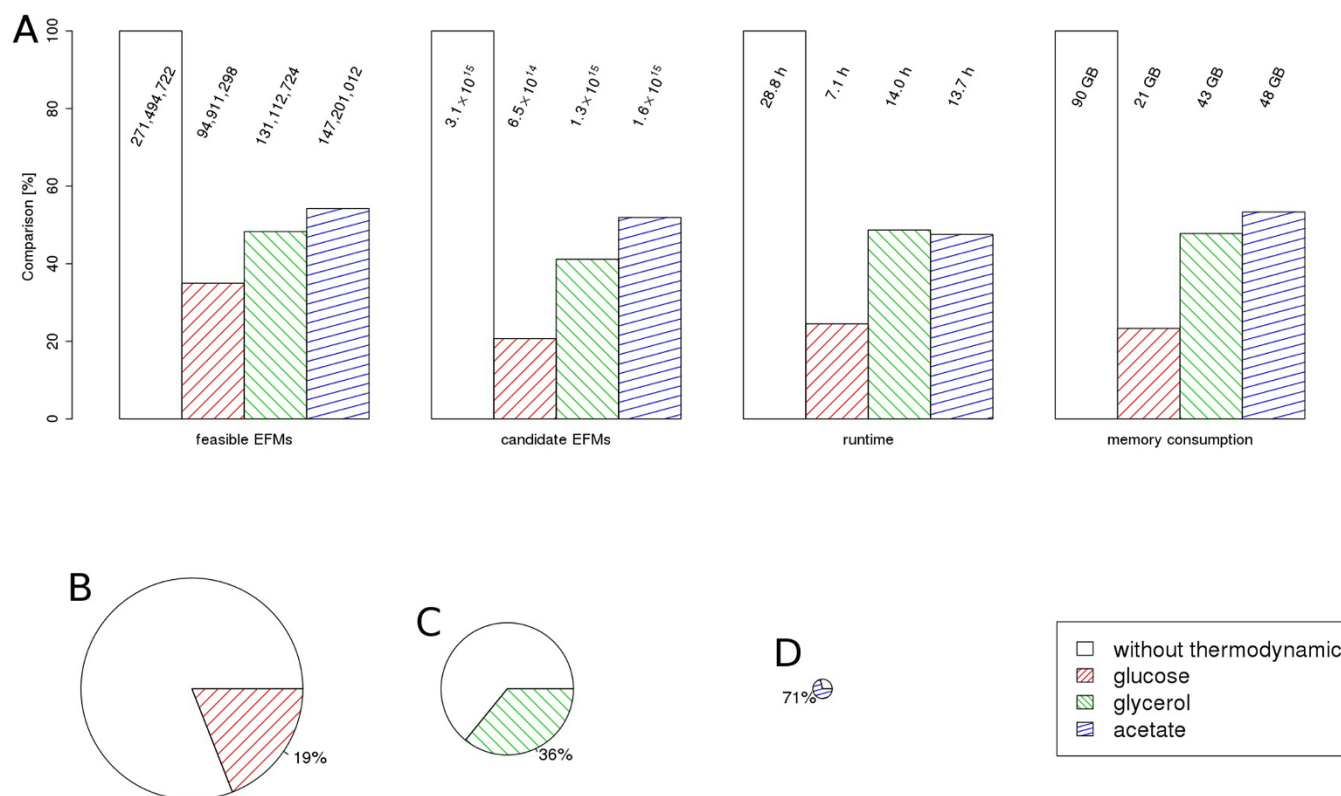 A
Comparison [%]
100
80
60
40
20
0
271,494,722
94,911,298
131,112,724
147,201,012
feasible EFMs
3.1 × 10¹⁵
6.5 × 10¹⁴
1.3 × 10¹⁵
1.6 × 10¹⁵
candidate EFMs
28.8 h
7.1 h
14.0 h
13.7 h
runtime
90 GB
21 GB
43 GB
48 GB
memory consumption
B
19%
C
36%
D
71%
without thermodynamic
glucose
glycerol
acetate